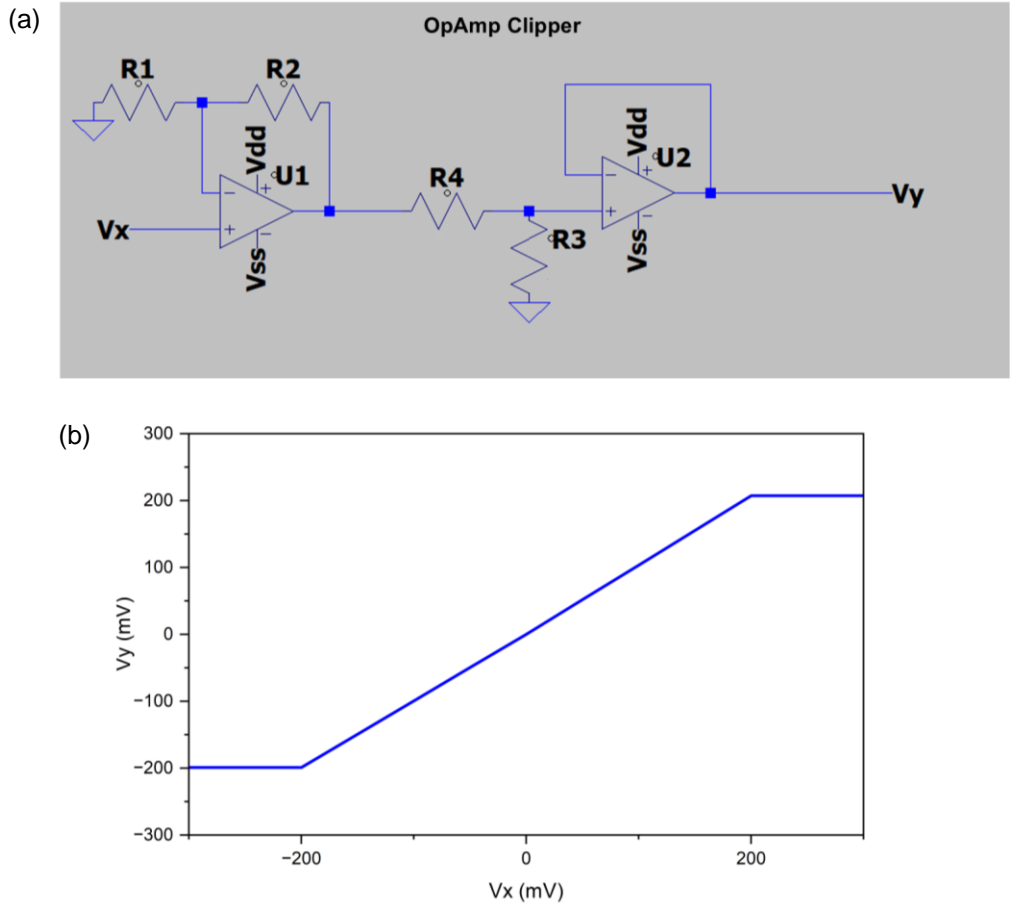 (a)
OpAmp Clipper
R1
R2
Vdd
+
U1
−
+
−
Vss
Vx
R4
R3
Vdd
+
U2
−
+
−
Vss
Vy
(b)
300
200
100
0
−100
−200
−300
Vy (mV)
−200
0
200
Vx (mV)